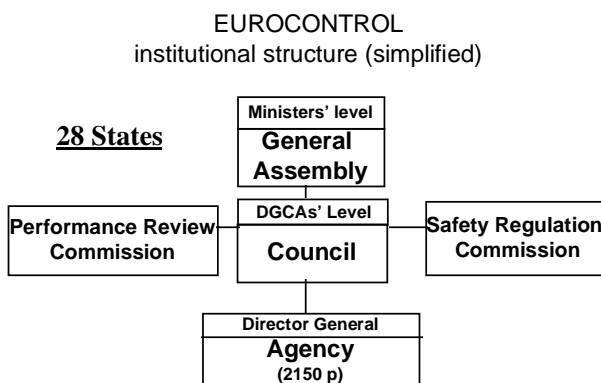 EUROCONTROL
institutional structure (simplified)
Ministers' level
28 States
General
Assembly
DGCAs' Level
Performance Review
Commission
Council
Safety Regulation
Commission
Director General
Agency
(2150 p)